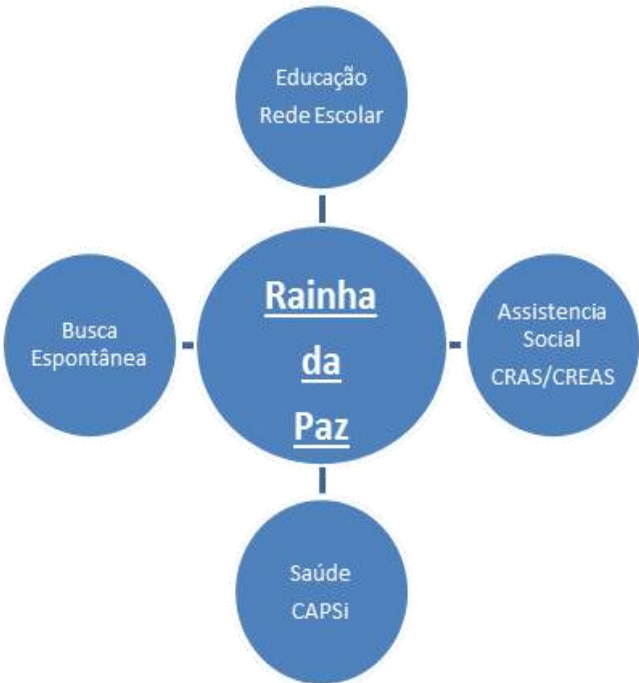 Educação
Rede Escolar
Busca
Espontânea
Rainha
da
Paz
Assistencia
Social
CRAS/CREAS
Saúde
CAPSi